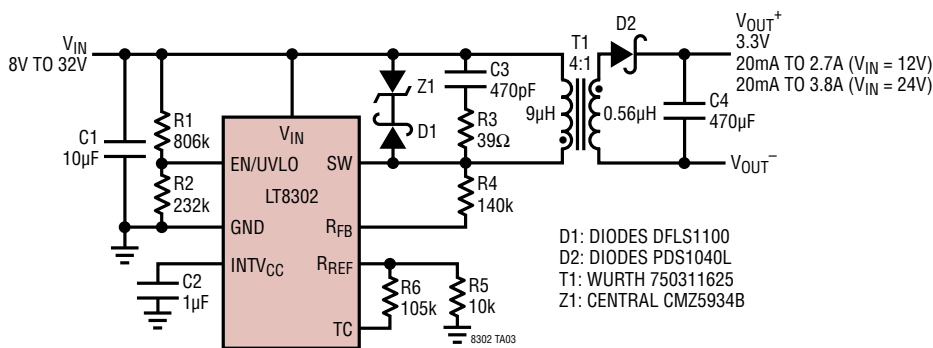 VIN
8V TO 32V
C1
10µF
R1
806k
R2
232k
VIN
EN/UVLO
SW
LT8302
GND
RFB
INTVCC
RREF
TC
C2
1µF
Z1
D1
C3
470pF
R3
39Ω
R4
140k
R6
105k
R5
10k
8302 TA03
T1
4:1
9µH
0.56µH
D2
C4
470µF
VOUT+
3.3V
20mA TO 2.7A (VIN = 12V)
20mA TO 3.8A (VIN = 24V)
VOUT–
D1: DIODES DFLS1100
D2: DIODES PDS1040L
T1: WURTH 750311625
Z1: CENTRAL CMZ5934B